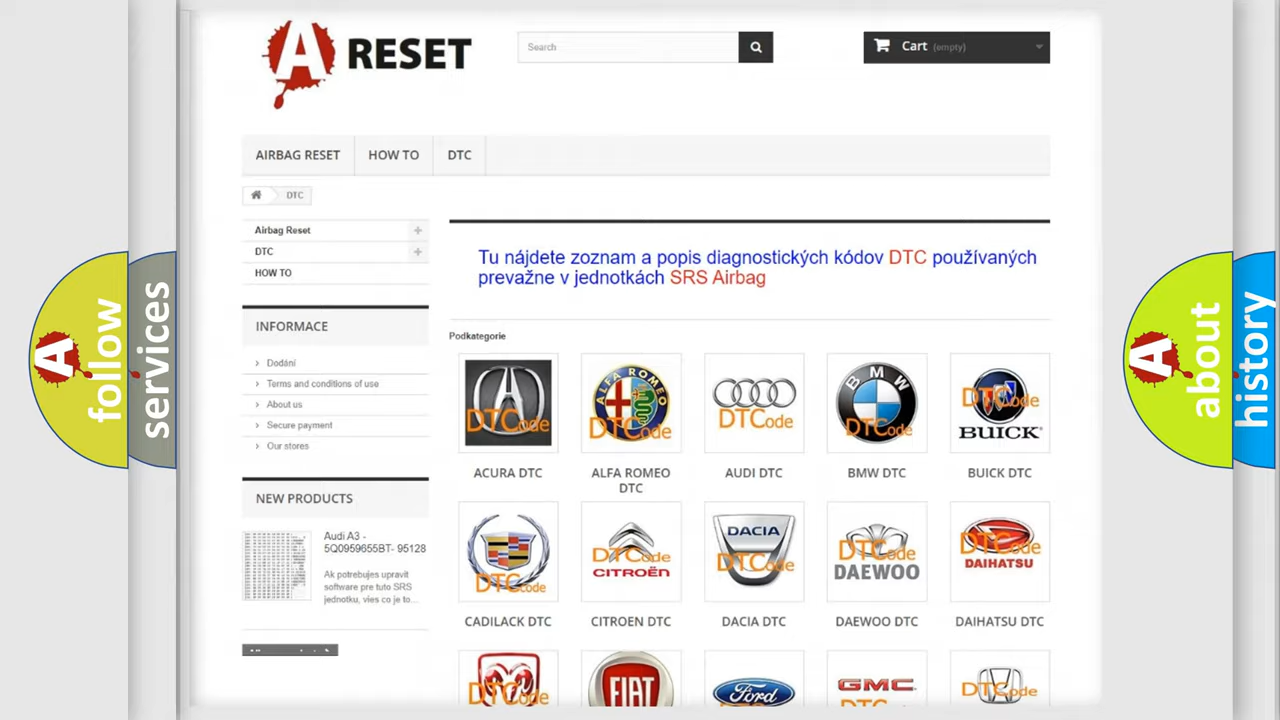 A RESET
Search
Cart (empty)
AIRBAG RESET
HOW TO
DTC
DTC
Airbag Reset
DTC
HOW TO
INFORMACE
Dodání
Terms and conditions of use
About us
Secure payment
Our stores
NEW PRODUCTS
Audi A3 -
5Q0959655BT- 95128
Ak potrebujes upravit
software pre tuto SRS
jednotku, vies co je to...
Tu nájdete zoznam a popis diagnostických kódov DTC používaných
prevažne v jednotkách SRS Airbag
Podkategorie
DTCode
ALFA ROMEO
DTCode
DTCode
BMW
DTCode
DTCode
BUICK
ACURA DTC
ALFA ROMEO
DTC
AUDI DTC
BMW DTC
BUICK DTC
DTCode
DTCode
CITROËN
DACIA
DTCode
DTCode
DAEWOO
DTCode
DAIHATSU
CADILACK DTC
CITROEN DTC
DACIA DTC
DAEWOO DTC
DAIHATSU DTC
DTCode
FIAT
Ford
GMC
DTCode
A
follow
services
A
about
history